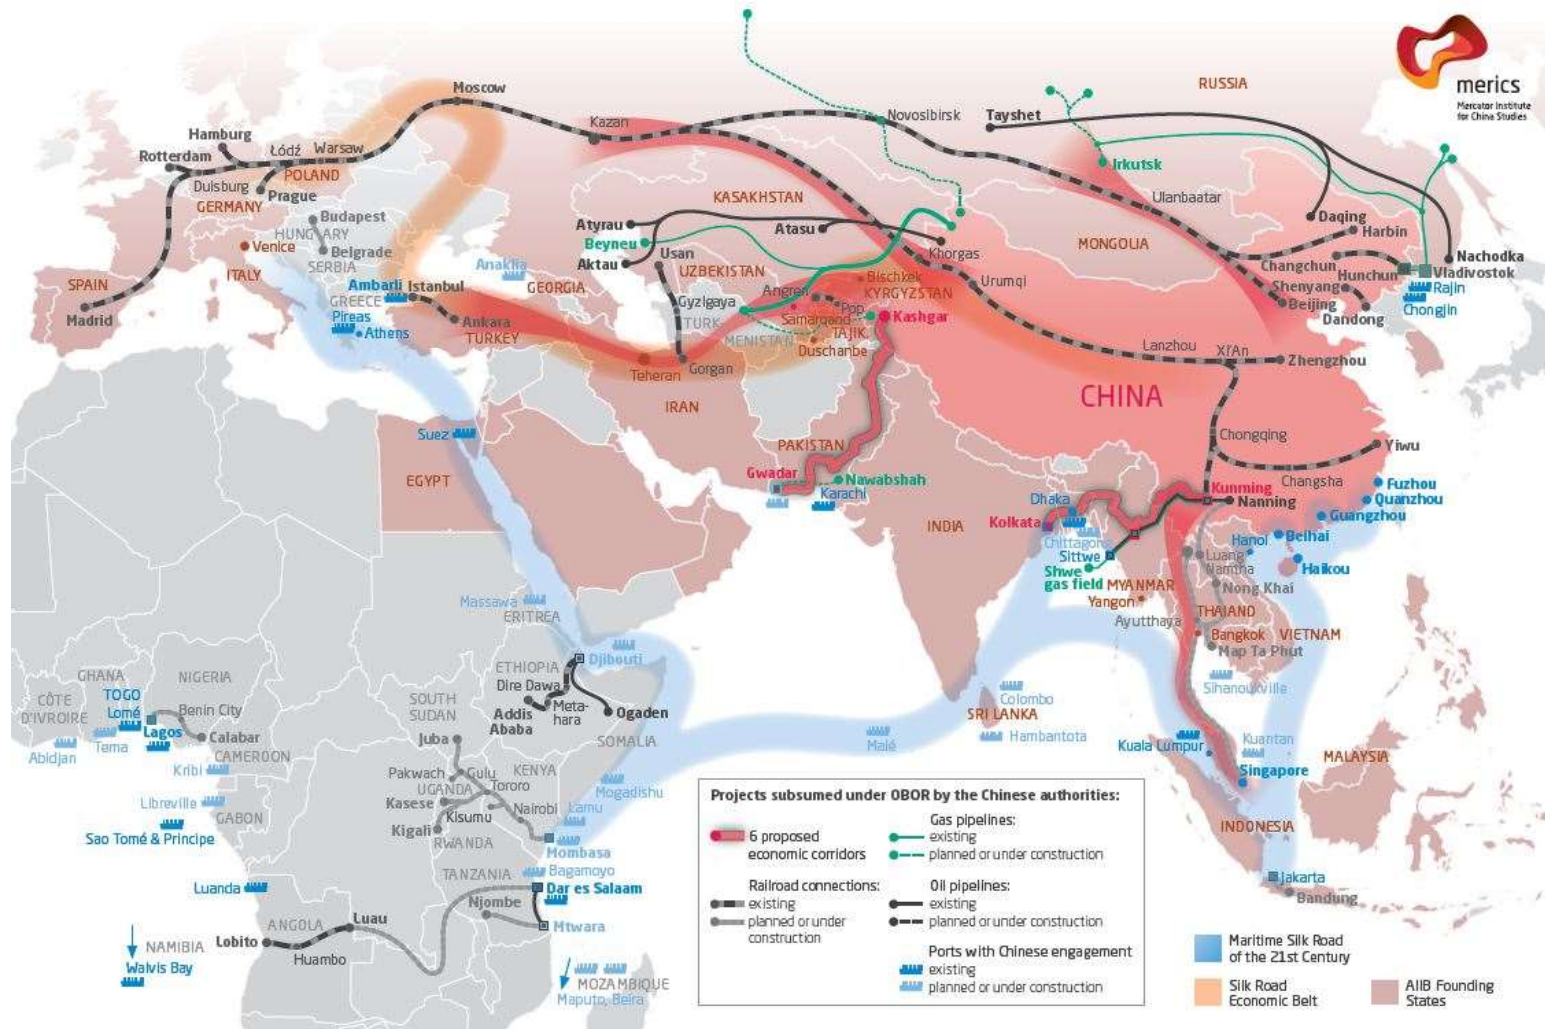 merics
Mercator Institute
for China Studies
RUSSIA
Moscow
Kazan
Novosibirsk
Tayshet
Irkutsk
Hamburg
Rotterdam
Łódź
Warsaw
POLAND
Duisburg
Prague
GERMANY
Budapest
HUNGARY
Belgrade
SERBIA
Venice
ITALY
SPAIN
Madrid
Ambarli
Istanbul
GREECE
Pireas
Athens
Ankara
TURKEY
Anaklia
GEORGIA
KASAKHSTAN
Atyrau
Beyneu
Aktau
Usan
Atasu
UZBEKISTAN
Khorgas
Bischkek
KYRGYZSTAN
Angren
Pop
Gyzlgaya
TURK-
MENISTAN
Samarqand
TAJIK.
Duschanbe
Kashgar
Teheran
Gorgan
IRAN
Urumqi
MONGOLIA
Ulanbaatar
Daqing
Harbin
Changchun
Hunchun
Nachodka
Vladivostok
Rajin
Chongjin
Shenyang
Beijing
Dandong
Lanzhou
Xi'An
Zhengzhou
CHINA
Chongqing
Yiwu
Changsha
Kunming
Nanning
Fuzhou
Quanzhou
Guangzhou
Beihai
Haikou
Hanoi
Suez
EGYPT
PAKISTAN
Gwadar
Nawabshah
Karachi
INDIA
Dhaka
Kolkata
Chittagong
Sittwe
Shwe
gas field
MYANMAR
Yangon
Luang
Namtha
Nong Khai
THAIAND
Ayutthaya
Bangkok
VIETNAM
Map Ta Phut
Sihanoukville
Massawa
ERITREA
ETHIOPIA
Djibouti
Dire Dawa
Meta-
hara
Addis
Ababa
Ogaden
SOMALIA
GHANA
NIGERIA
CÔTE
D'IVROIRE
TOGO
Lomé
Benin City
Lagos
Tema
Calabar
Abidjan
CAMEROON
Kribi
Libreville
GABON
Sao Tomé & Principe
SOUTH
SUDAN
Juba
Pakwach
Gulu
KENYA
UGANDA
Tororo
Kasese
Nairobi
Lamu
Kisumu
Kigali
RWANDA
Mogadishu
Mombasa
Bagamoyo
TANZANIA
Dar es Salaam
Njombe
Mtwara
Luanda
ANGOLA
Luau
Lobito
Huambo
NAMIBIA
Walvis Bay
MOZAMBIQUE
Maputo, Beira
Colombo
SRI LANKA
Hambantota
Malé
Kuala Lumpur
Kuantan
Singapore
MALAYSIA
INDONESIA
Jakarta
Bandung
Projects subsumed under OBOR by the Chinese authorities:
6 proposed
economic corridors
Gas pipelines:
existing
planned or under construction
Railroad connections:
existing
planned or under
construction
Oil pipelines:
existing
planned or under construction
Ports with Chinese engagement
existing
planned or under construction
Maritime Silk Road
of the 21st Century
Silk Road
Economic Belt
AIIB Founding
States